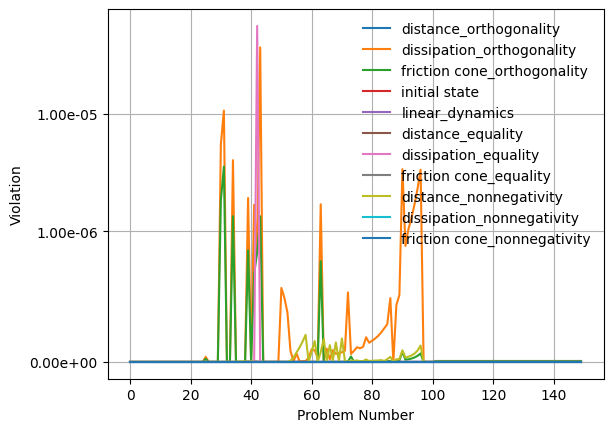 distance_orthogonality
dissipation_orthogonality
friction cone_orthogonality
initial state
linear_dynamics
distance_equality
dissipation_equality
friction cone_equality
distance_nonnegativity
dissipation_nonnegativity
friction cone_nonnegativity
1.00e-05
1.00e-06
0.00e+00
Violation
0 20 40 60 80 100 120 140
Problem Number